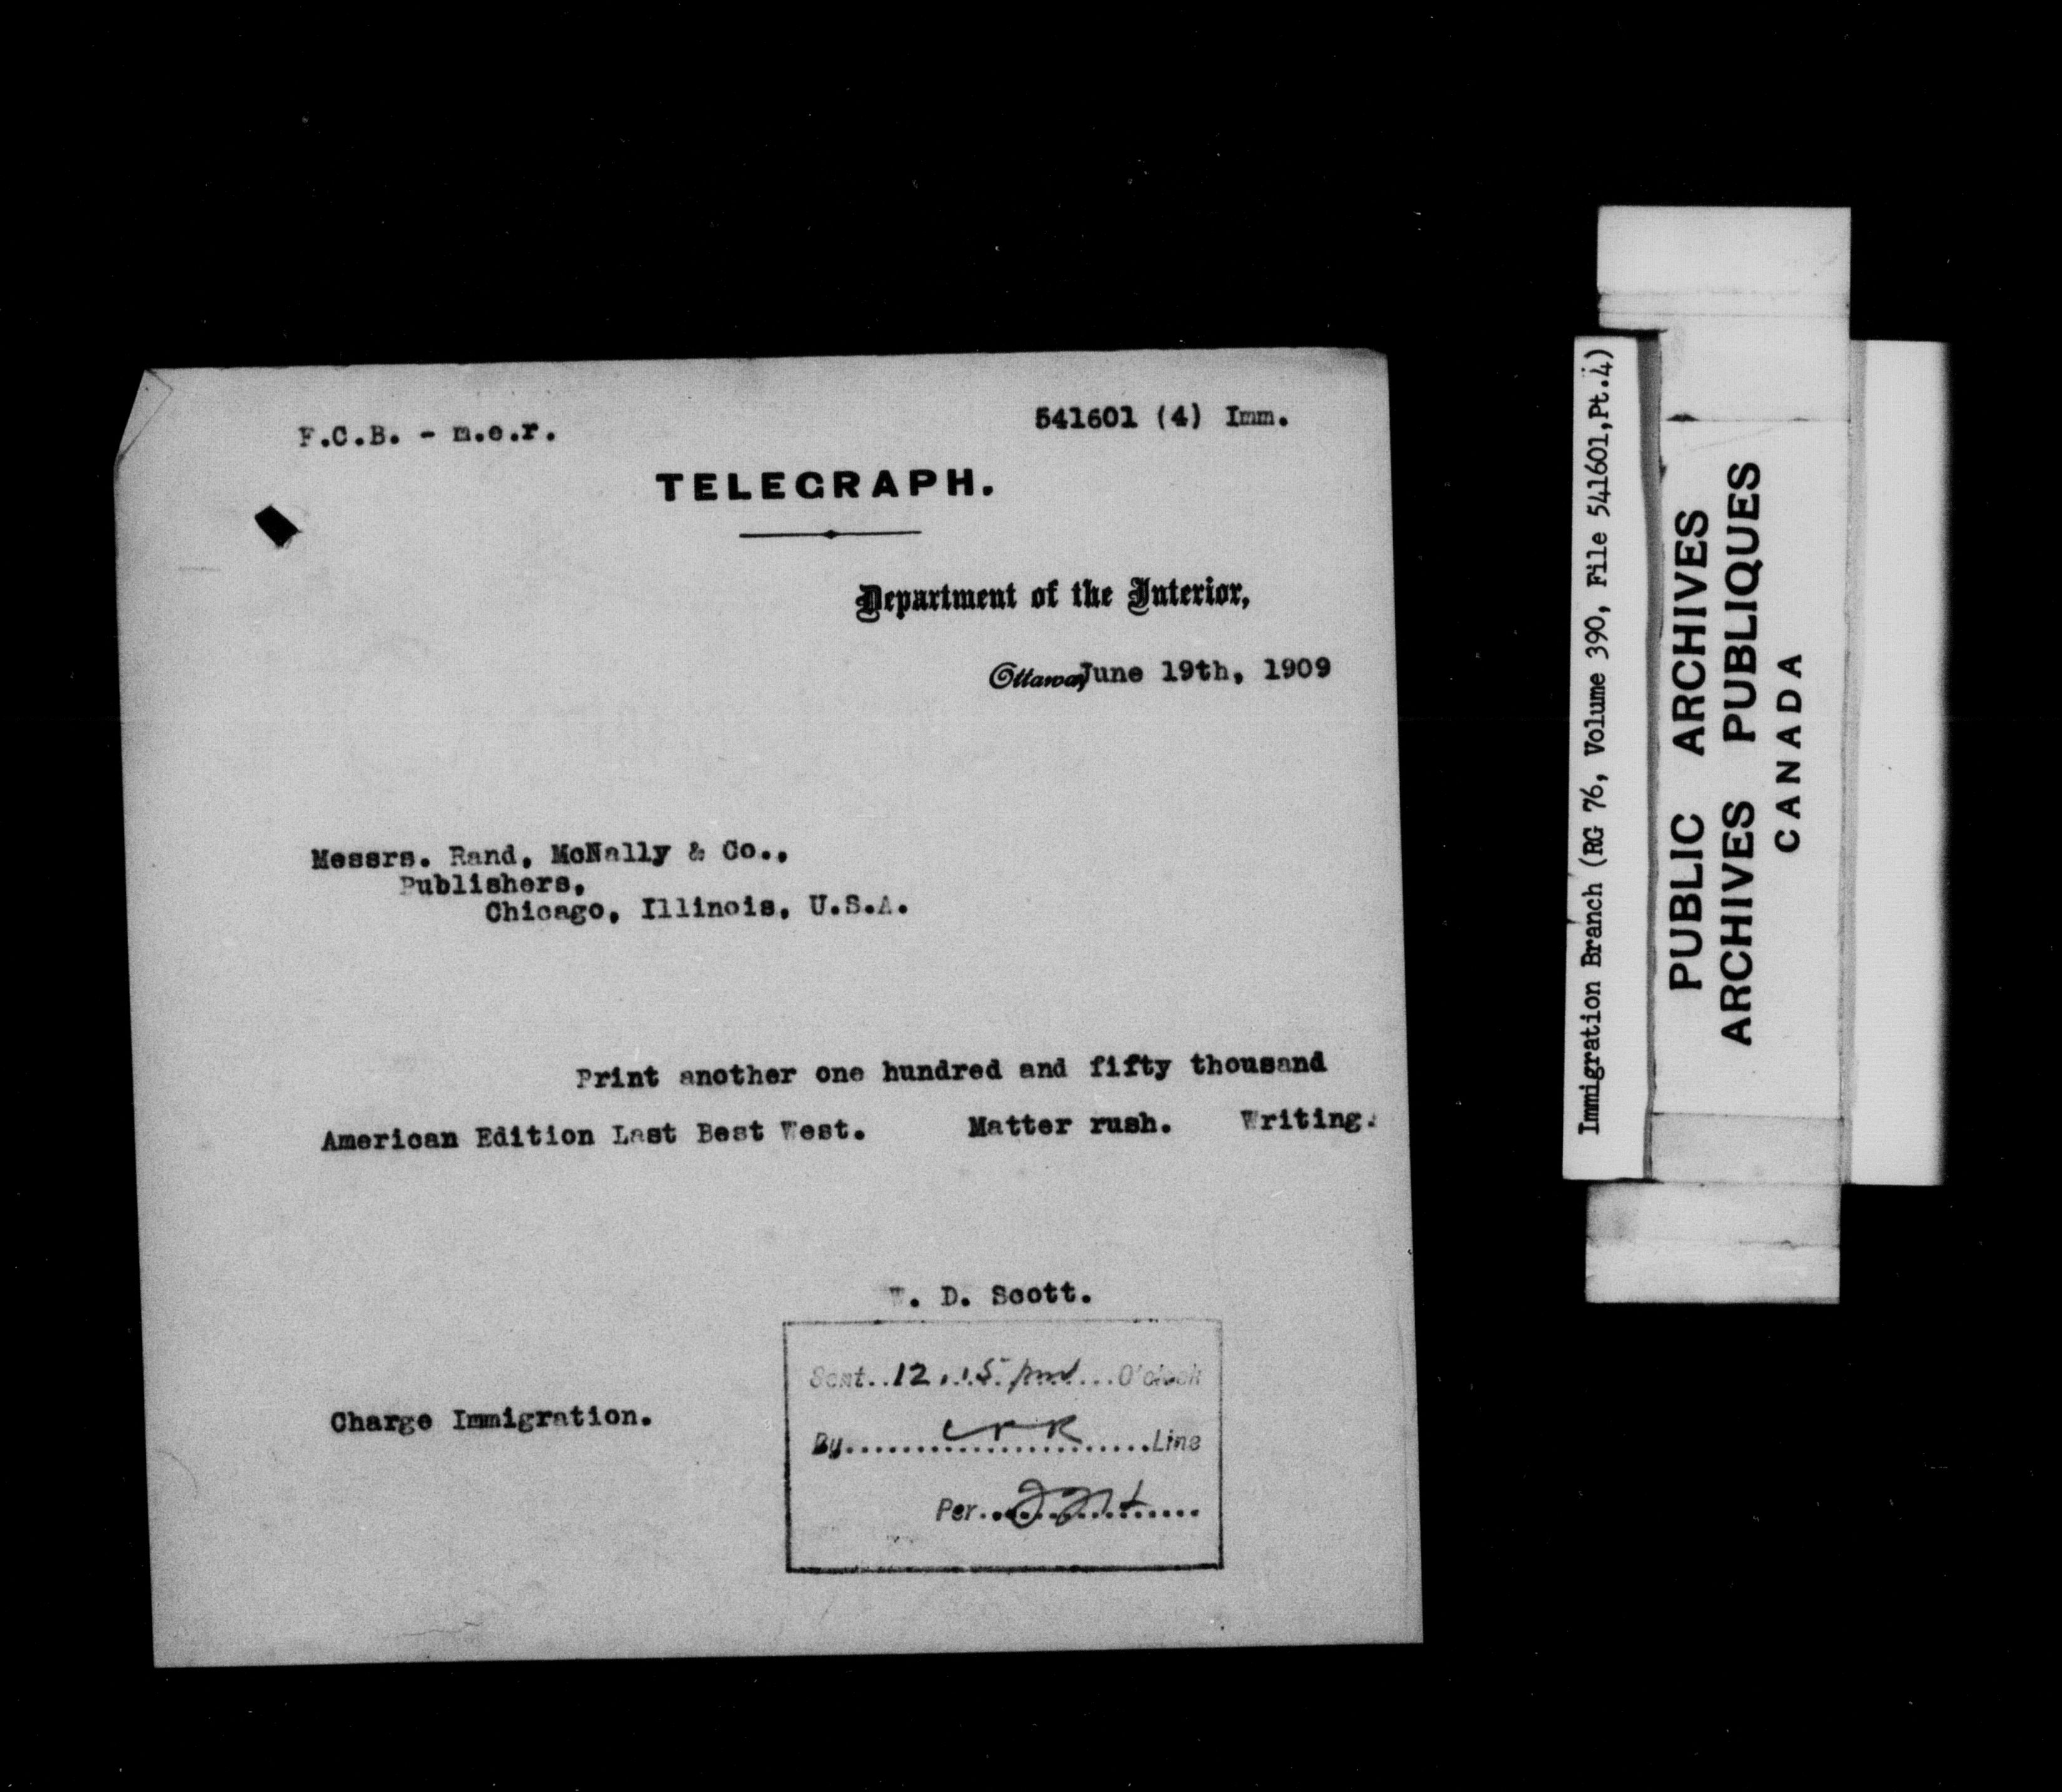 F.C.B. - m.e.r.
541601 (4) Imm.
TELEGRAPH.
Department of the Interior,
Ottawa, June 19th, 1909
Messrs. Rand, McNally & Co.,
Publishers,
Chicago, Illinois, U.S.A.
Print another one hundred and fifty thousand
American Edition Last Best West. Matter rush. Writing.
W. D. Scott.
Sent..12.15 pm...O'clock
Charge Immigration.
By..............Line
Per..............
Immigration Branch (RG 76, Volume 390, File 541601,Pt.4)
PUBLIC ARCHIVES
ARCHIVES PUBLIQUES
CANADA